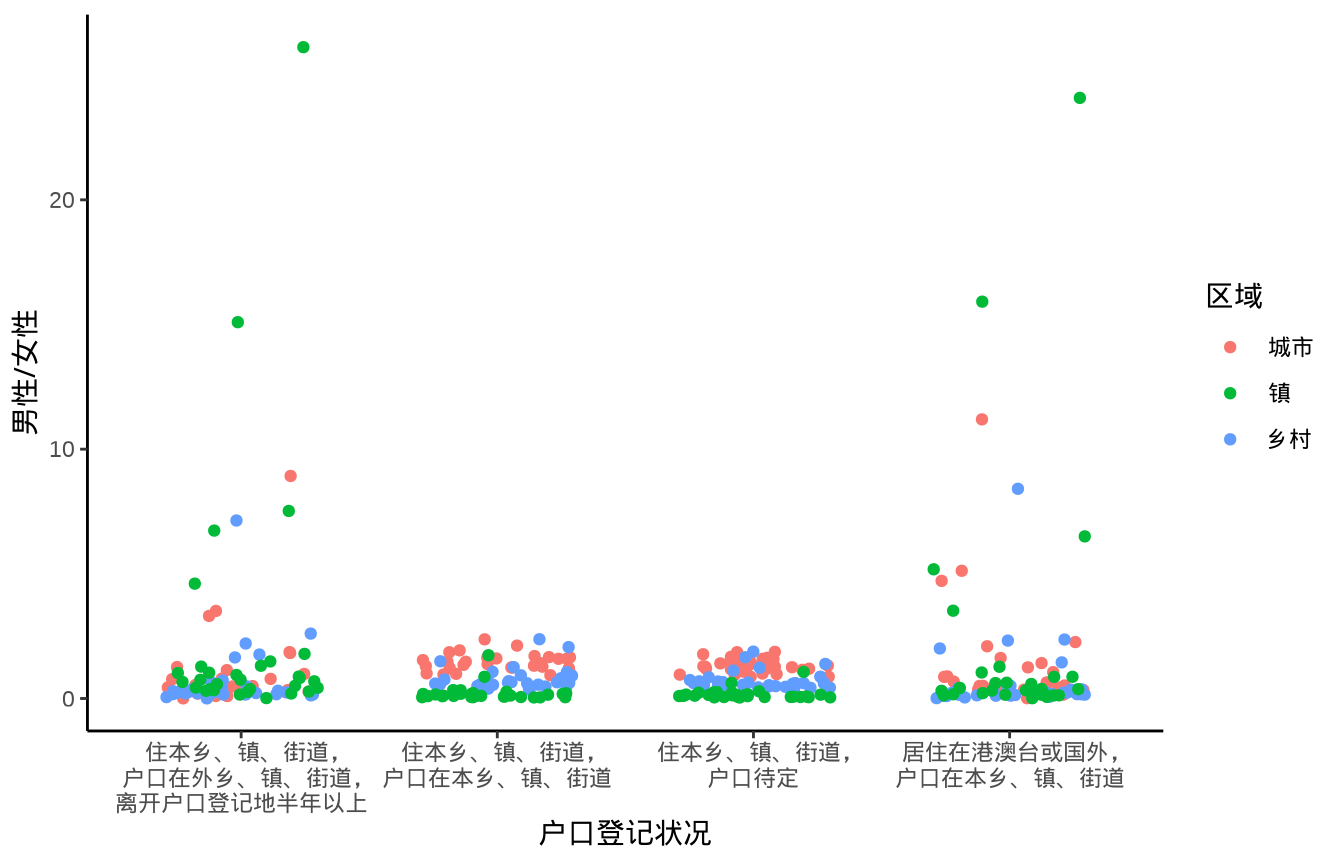 男性/女性
20
10
0
住本乡、镇、街道，
户口在外乡、镇、街道，
离开户口登记地半年以上
住本乡、镇、街道，
户口在本乡、镇、街道
住本乡、镇、街道，
户口待定
居住在港澳台或国外，
户口在本乡、镇、街道
户口登记状况
区域
城市
镇
乡村